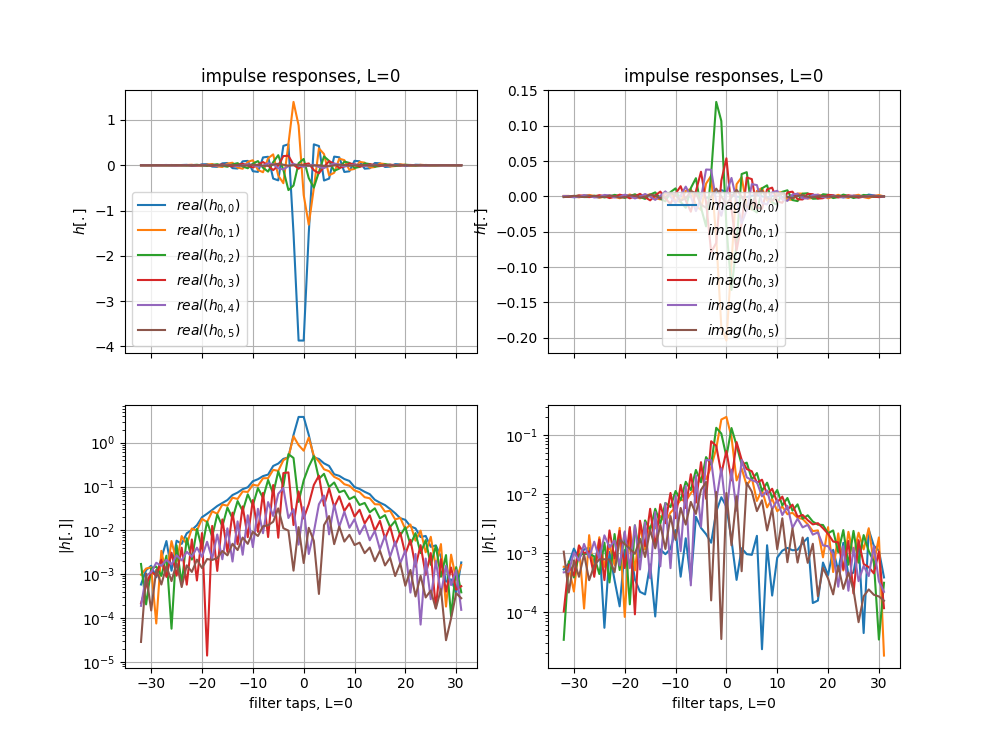 impulse responses, L=0
1
0
−1
−2
−3
−4
h[.]
real(h0,0)
real(h0,1)
real(h0,2)
real(h0,3)
real(h0,4)
real(h0,5)
impulse responses, L=0
0.15
0.10
0.05
0.00
−0.05
−0.10
−0.15
−0.20
h[.]
imag(h0,0)
imag(h0,1)
imag(h0,2)
imag(h0,3)
imag(h0,4)
imag(h0,5)
10^0
10^−1
10^−2
10^−3
10^−4
10^−5
|h[.]|
−30 −20 −10 0 10 20 30
filter taps, L=0
10^−1
10^−2
10^−3
10^−4
|h[.]|
−30 −20 −10 0 10 20 30
filter taps, L=0